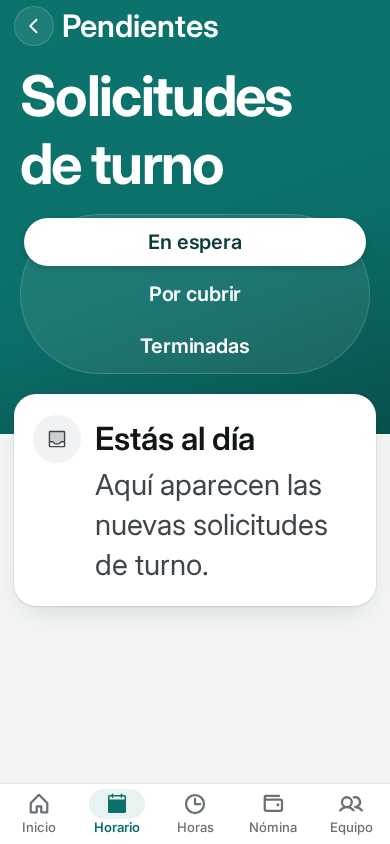 Pendientes
Solicitudes
de turno
En espera
Por cubrir
Terminadas
Estás al día
Aquí aparecen las
nuevas solicitudes
de turno.
Inicio
Horario
Horas
Nómina
Equipo